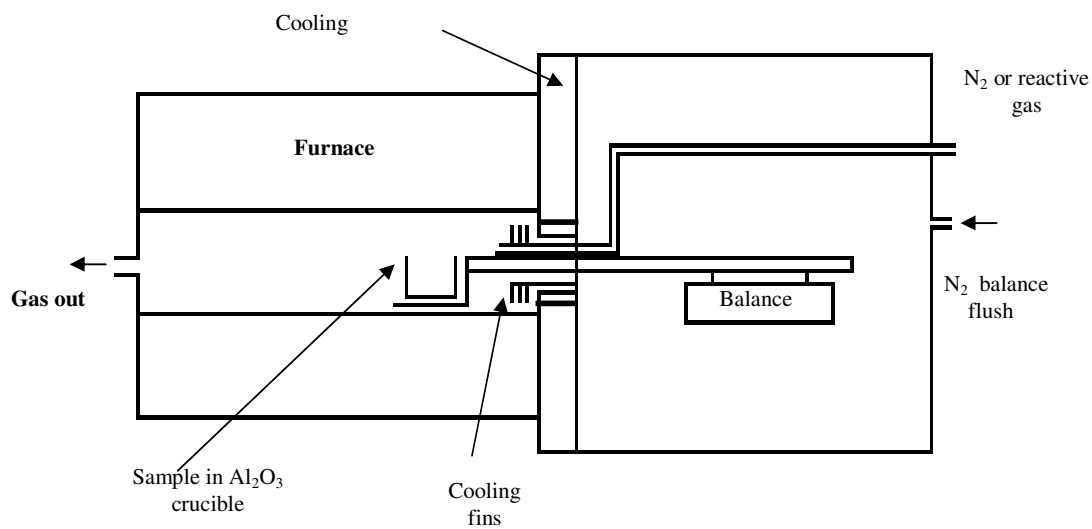 Cooling
N₂ or reactive
gas
Furnace
Gas out
N₂ balance
flush
Balance
Sample in Al₂O₃
crucible
Cooling
fins